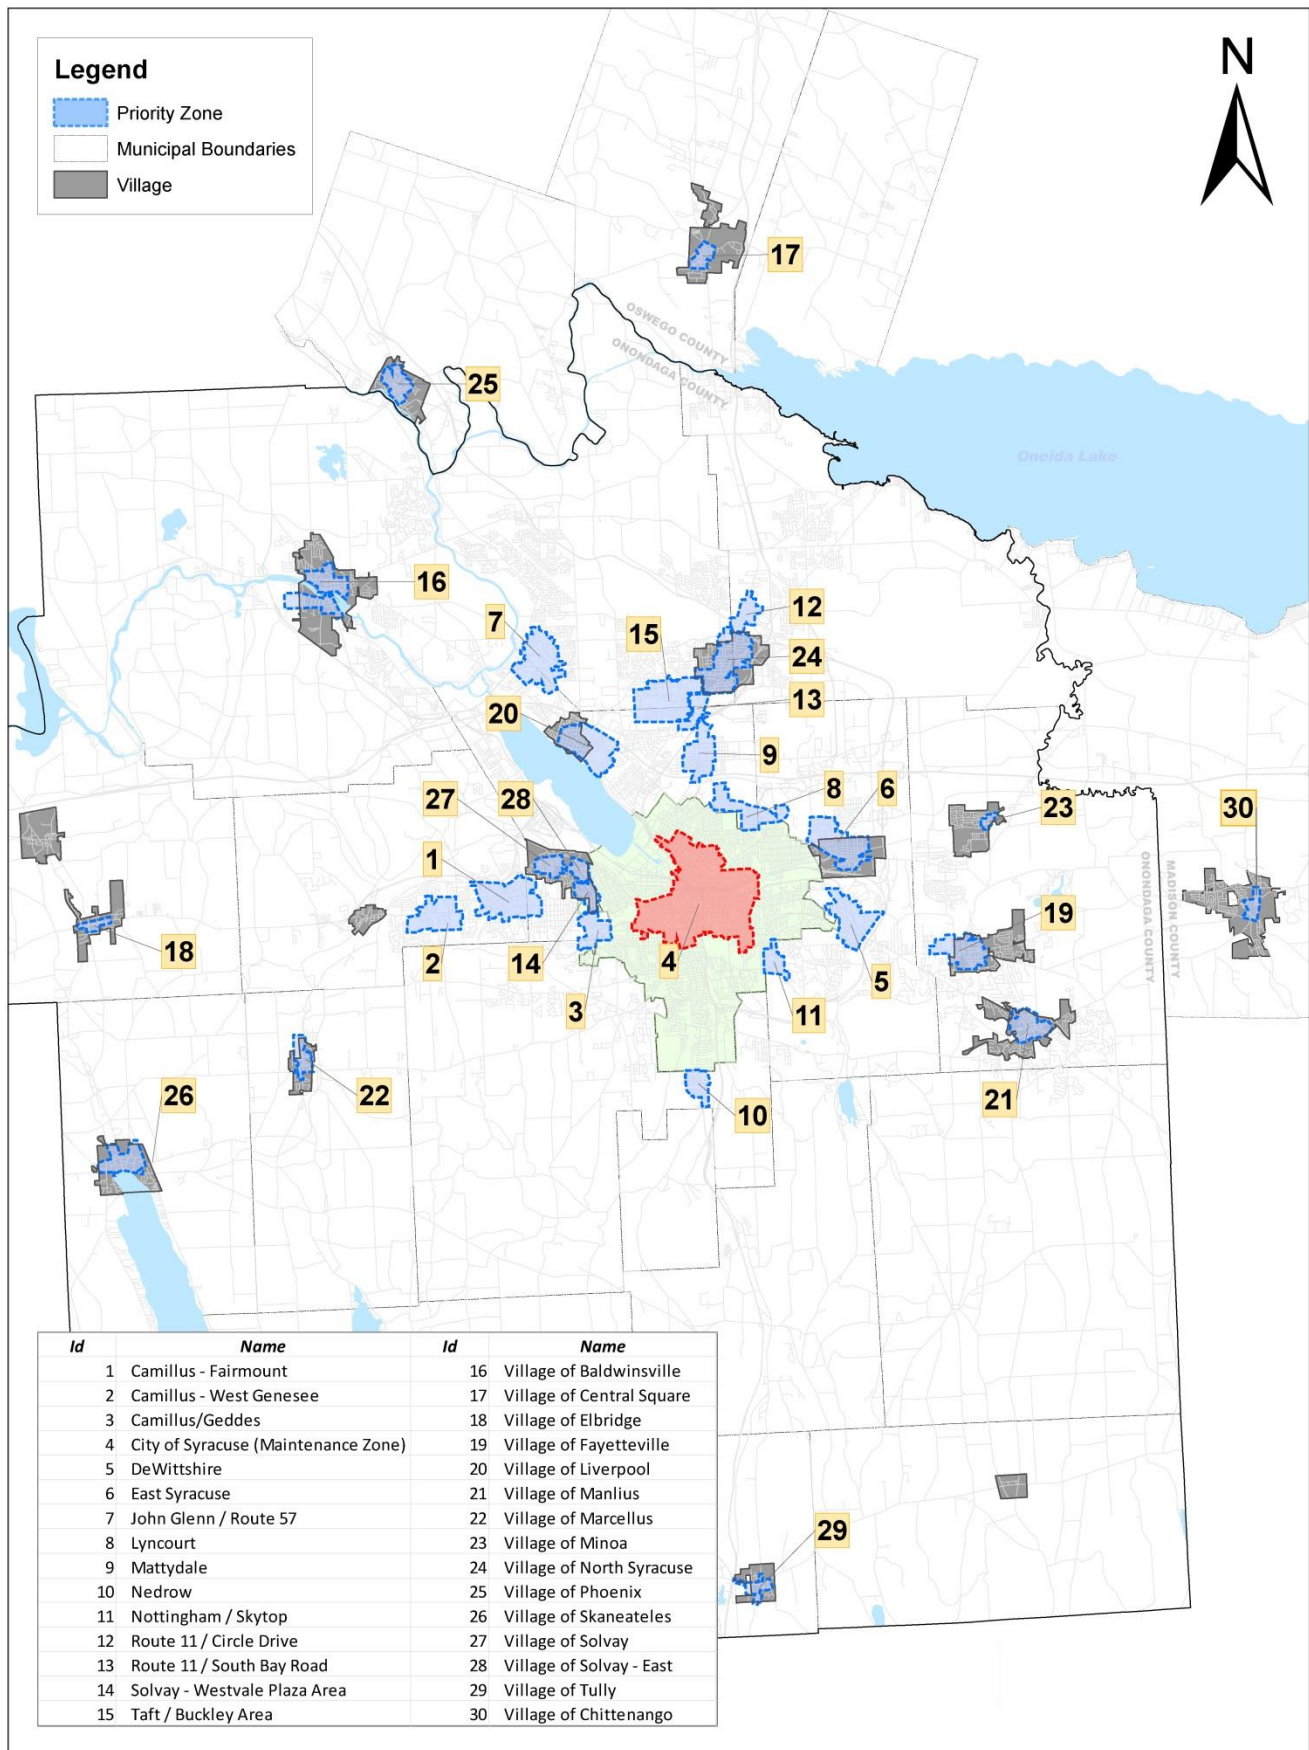 Legend
Priority Zone
Municipal Boundaries
Village
N
17
OSWEGO COUNTY
ONONDAGA COUNTY
25
Oneida Lake
16
12
7
15
24
20
13
9
27
28
8
6
23
30
1
ONONDAGA COUNTY
MADISON COUNTY
19
18
2
14
4
5
3
11
22
26
10
21
29
Id Name Id Name
1 Camillus - Fairmount 16 Village of Baldwinsville
2 Camillus - West Genesee 17 Village of Central Square
3 Camillus/Geddes 18 Village of Elbridge
4 City of Syracuse (Maintenance Zone) 19 Village of Fayetteville
5 DeWittshire 20 Village of Liverpool
6 East Syracuse 21 Village of Manlius
7 John Glenn / Route 57 22 Village of Marcellus
8 Lyncourt 23 Village of Minoa
9 Mattydale 24 Village of North Syracuse
10 Nedrow 25 Village of Phoenix
11 Nottingham / Skytop 26 Village of Skaneateles
12 Route 11 / Circle Drive 27 Village of Solvay
13 Route 11 / South Bay Road 28 Village of Solvay - East
14 Solvay - Westvale Plaza Area 29 Village of Tully
15 Taft / Buckley Area 30 Village of Chittenango